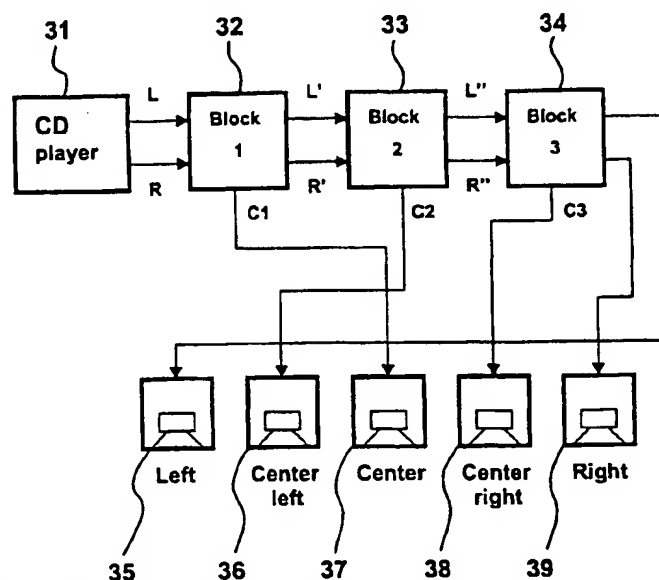 31
32
33
34
CD player
L
R
Block 1
L'
R'
Block 2
L"
R"
Block 3
C1
C2
C3
Left
Center left
Center
Center right
Right
35
36
37
38
39